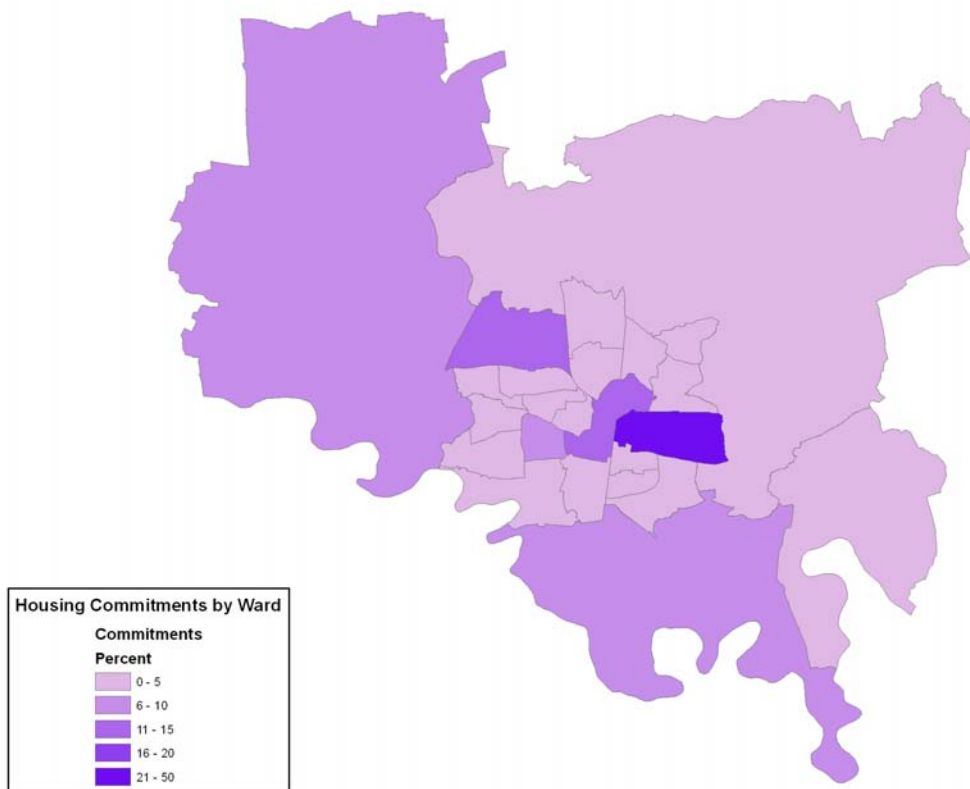 Housing Commitments by Ward
Commitments
Percent
0 - 5
6 - 10
11 - 15
16 - 20
21 - 50